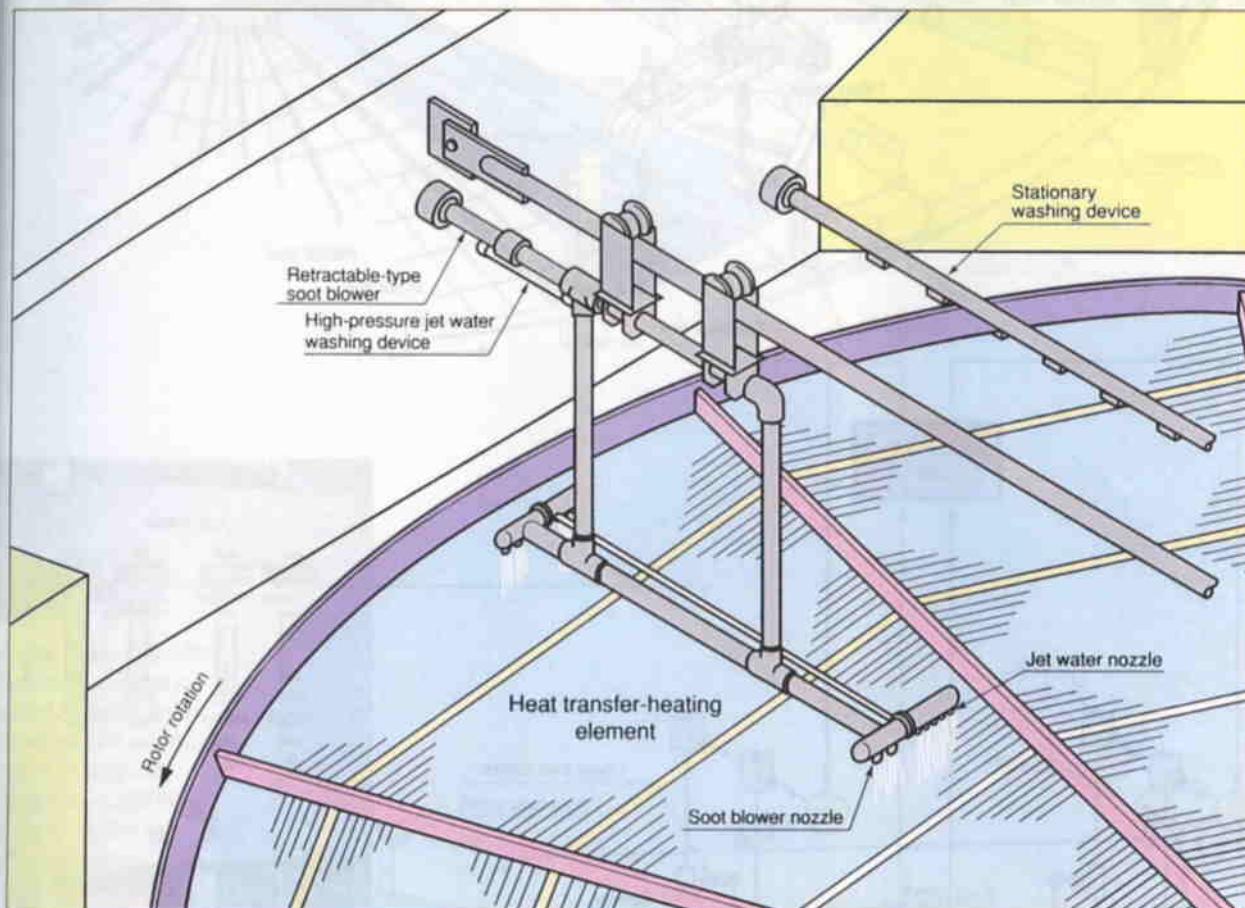 Stationary
washing device
Retractable-type
soot blower
High-pressure jet water
washing device
Jet water nozzle
Heat transfer-heating
element
Rotor rotation
Soot blower nozzle